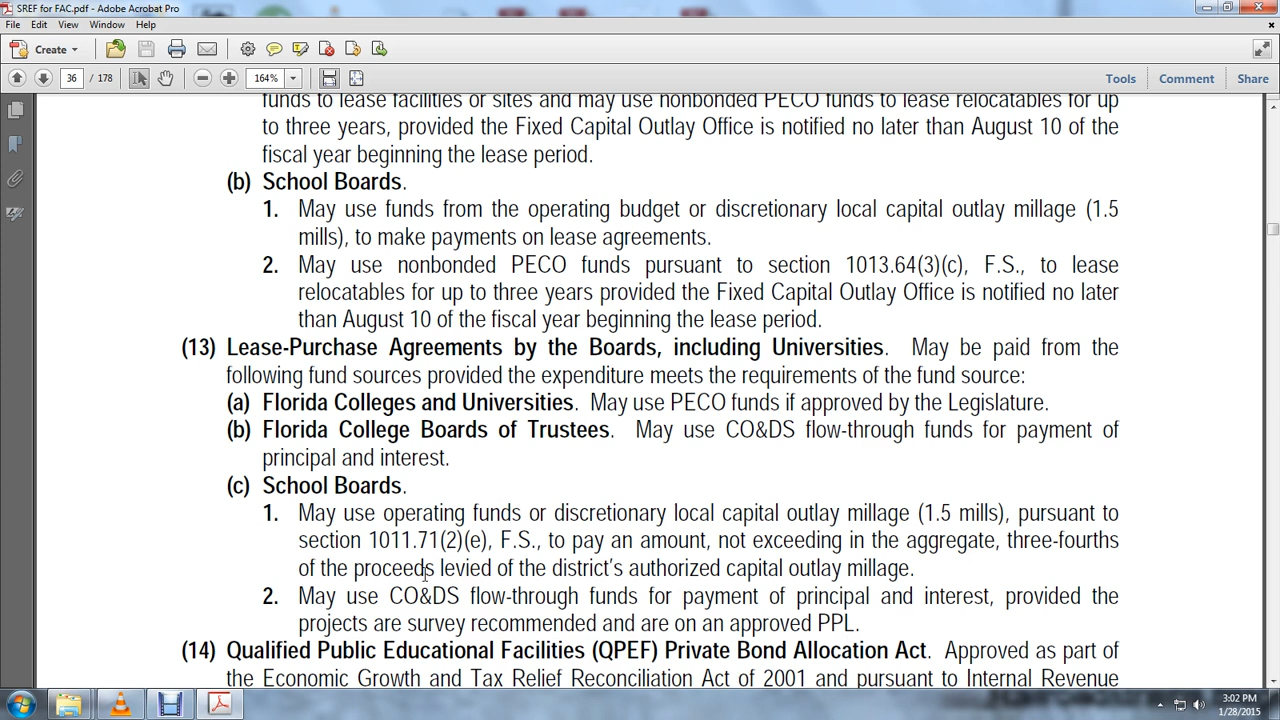 SREF for FAC.pdf - Adobe Acrobat Pro
File Edit View Window Help
Create
36 / 178 164% Tools Comment Share
funds to lease facilities or sites and may use nonbonded PECO funds to lease relocatables for up
to three years, provided the Fixed Capital Outlay Office is notified no later than August 10 of the
fiscal year beginning the lease period.
(b) School Boards.
1. May use funds from the operating budget or discretionary local capital outlay millage (1.5
mills), to make payments on lease agreements.
2. May use nonbonded PECO funds pursuant to section 1013.64(3)(c), F.S., to lease
relocatables for up to three years provided the Fixed Capital Outlay Office is notified no later
than August 10 of the fiscal year beginning the lease period.
(13) Lease-Purchase Agreements by the Boards, including Universities. May be paid from the
following fund sources provided the expenditure meets the requirements of the fund source:
(a) Florida Colleges and Universities. May use PECO funds if approved by the Legislature.
(b) Florida College Boards of Trustees. May use CO&DS flow-through funds for payment of
principal and interest.
(c) School Boards.
1. May use operating funds or discretionary local capital outlay millage (1.5 mills), pursuant to
section 1011.71(2)(e), F.S., to pay an amount, not exceeding in the aggregate, three-fourths
of the proceeds levied of the district's authorized capital outlay millage.
2. May use CO&DS flow-through funds for payment of principal and interest, provided the
projects are survey recommended and are on an approved PPL.
(14) Qualified Public Educational Facilities (QPEF) Private Bond Allocation Act. Approved as part of
the Economic Growth and Tax Relief Reconciliation Act of 2001 and pursuant to Internal Revenue
3:02 PM
1/28/2015